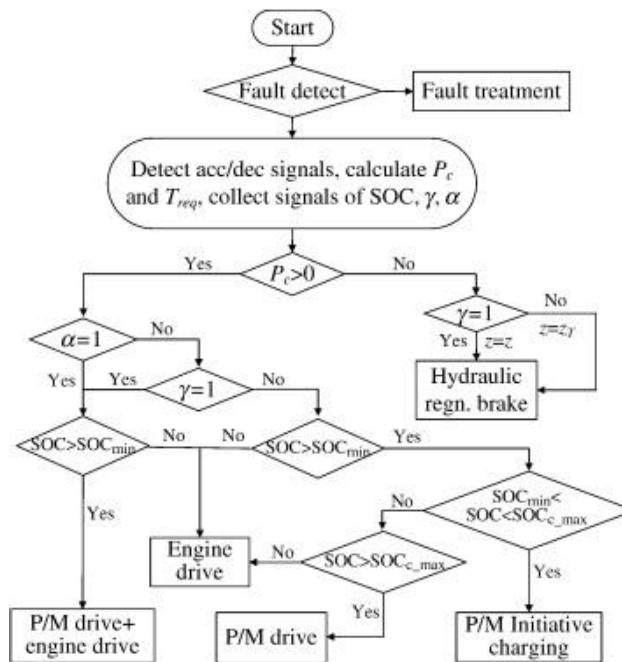 Start
Fault detect
Fault treatment
Detect acc/dec signals, calculate P_c
and T_req, collect signals of SOC, γ, α
Yes
P_c>0
No
α=1
No
γ=1
No
z=z_γ
Yes
z=z
Yes
Yes
γ=1
No
Hydraulic
regn. brake
SOC>SOC_min
No
No
SOC>SOC_min
Yes
Yes
No
SOC_min<
SOC<SOC_c_max
Engine
drive
No
SOC>SOC_c_max
Yes
Yes
P/M drive+
engine drive
P/M drive
P/M Initiative
charging